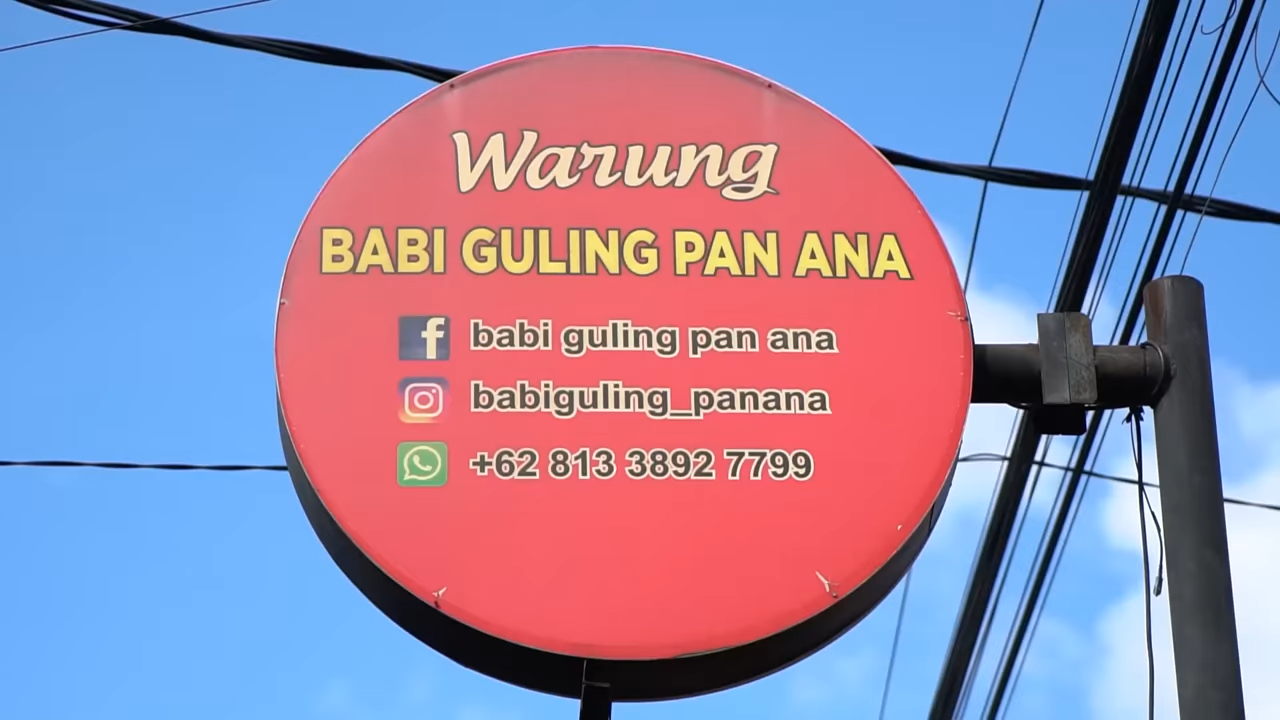 Warung
BABI GULING PAN ANA
babi guling pan ana
babiguling_panana
+62 813 3892 7799